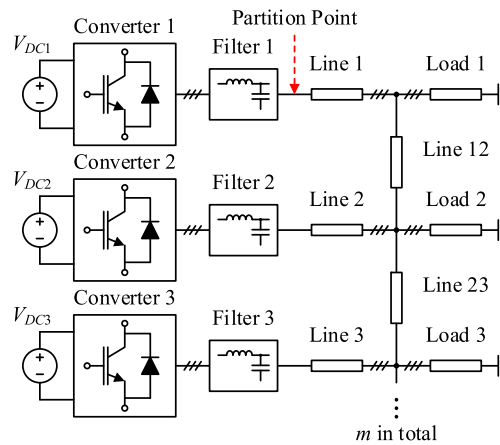 Partition Point
Converter 1
V_DC1
Filter 1
Line 1
Load 1
Line 12
Converter 2
V_DC2
Filter 2
Line 2
Load 2
Line 23
Converter 3
V_DC3
Filter 3
Line 3
Load 3
m in total